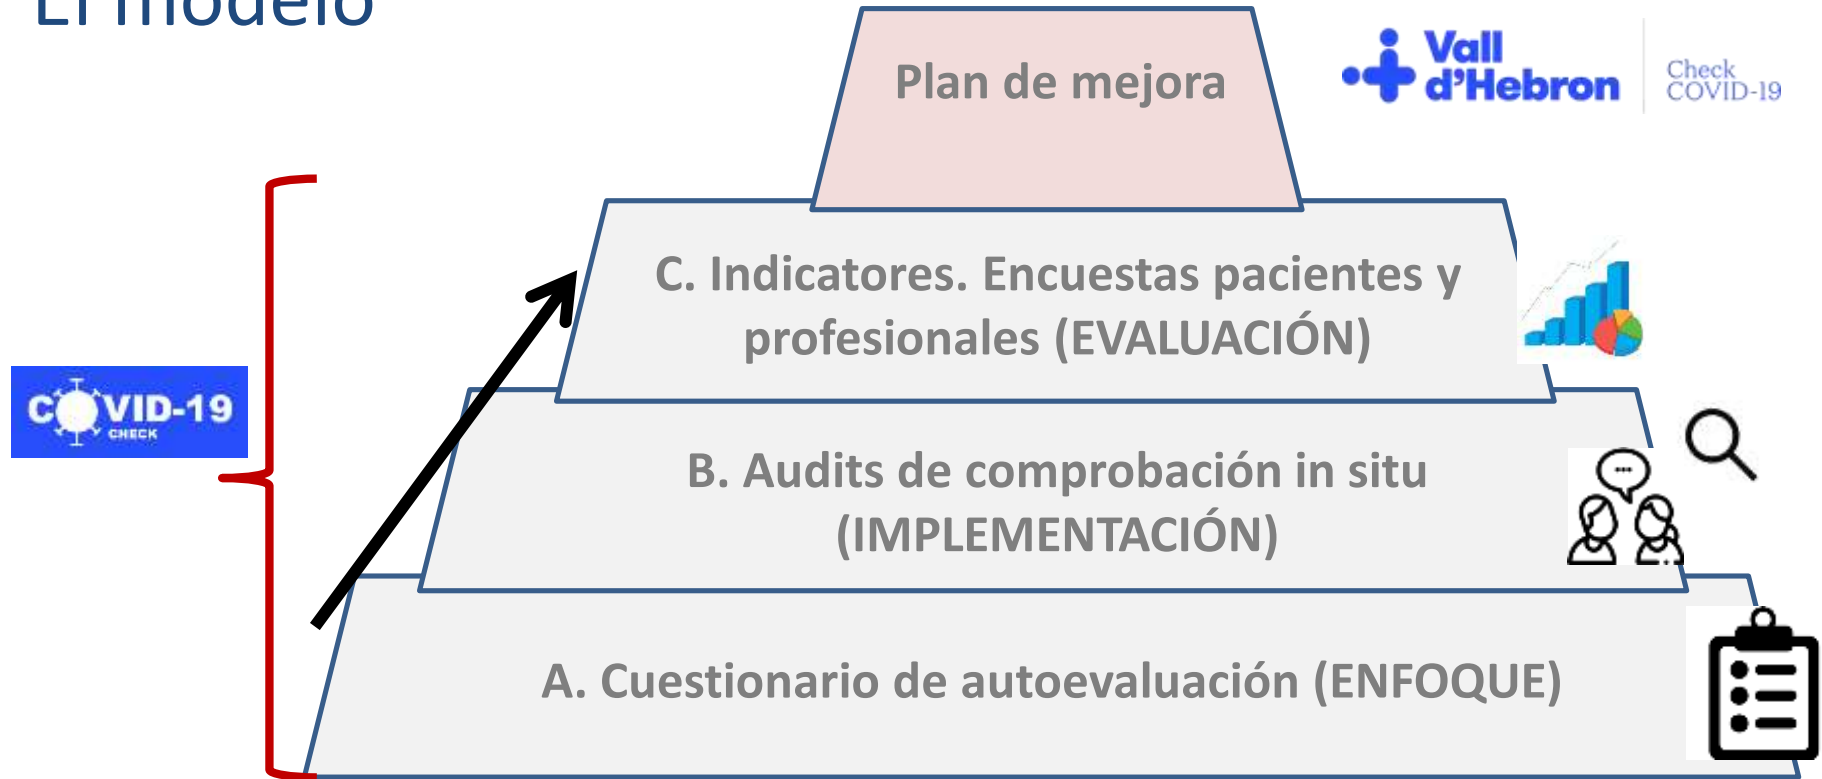 El modelo
Plan de mejora
Vall
d'Hebron
Check
COVID-19
C. Indicatores. Encuestas pacientes y
profesionales (EVALUACIÓN)
COVID-19
CHECK
B. Audits de comprobación in situ
(IMPLEMENTACIÓN)
A. Cuestionario de autoevaluación (ENFOQUE)